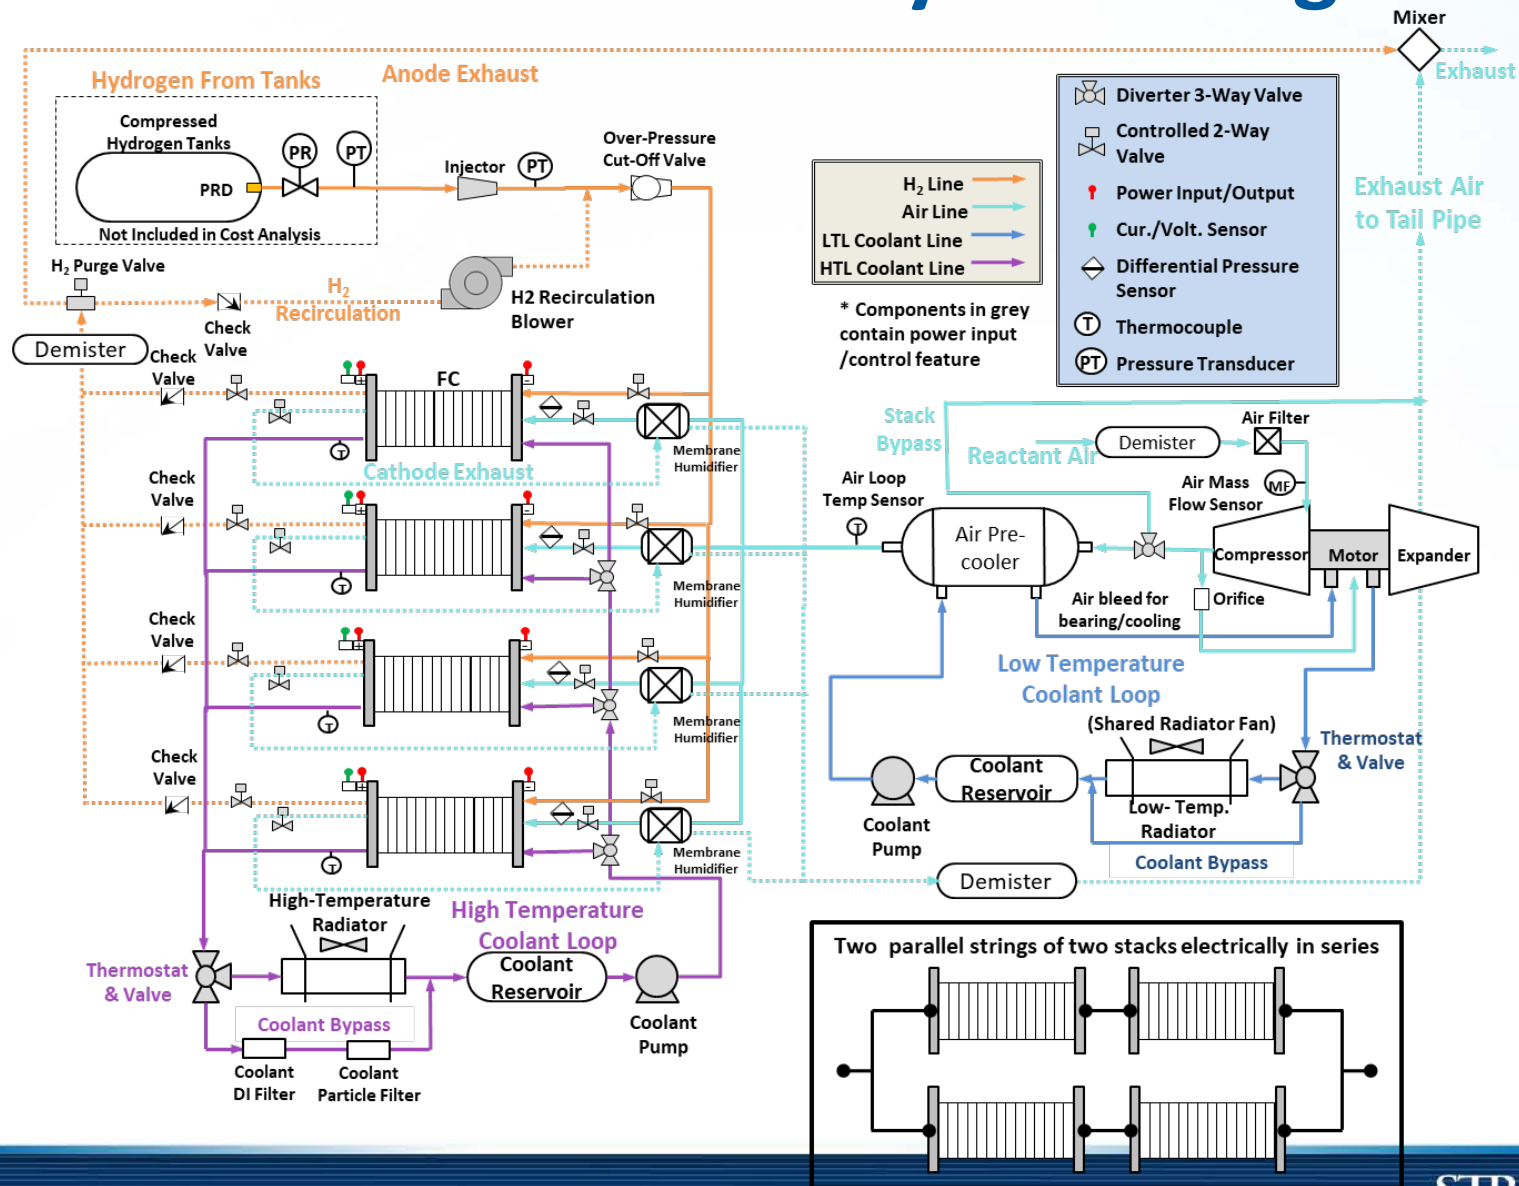 Mixer
Exhaust
Hydrogen From Tanks
Anode Exhaust
Compressed
Hydrogen Tanks
PRD
PR
PT
Not Included in Cost Analysis
Injector
PT
Over-Pressure
Cut-Off Valve
H2 Line
Air Line
LTL Coolant Line
HTL Coolant Line
* Components in grey
contain power input
/control feature
Diverter 3-Way Valve
Controlled 2-Way
Valve
Power Input/Output
Cur./Volt. Sensor
Differential Pressure
Sensor
T
Thermocouple
PT
Pressure Transducer
Exhaust Air
to Tail Pipe
H2 Purge Valve
H2
Recirculation
H2 Recirculation
Blower
Check
Valve
Demister
Check
Valve
FC
+
-
T
Membrane
Humidifier
Cathode Exhaust
Check
Valve
+
-
T
Membrane
Humidifier
Check
Valve
+
-
T
Membrane
Humidifier
Check
Valve
+
-
T
Membrane
Humidifier
Stack
Bypass
Reactant Air
Demister
Air Filter
Air Loop
Temp Sensor
T
Air Mass
Flow Sensor
MF
Air Pre-
cooler
Compressor
Motor
Expander
Orifice
Air bleed for
bearing/cooling
Low Temperature
Coolant Loop
(Shared Radiator Fan)
Thermostat
& Valve
Coolant
Reservoir
Low- Temp.
Radiator
Coolant
Pump
Coolant Bypass
Demister
High-Temperature
Radiator
High Temperature
Coolant Loop
Thermostat
& Valve
Coolant
Reservoir
Coolant Bypass
Coolant
Pump
Coolant
DI Filter
Coolant
Particle Filter
Two parallel strings of two stacks electrically in series